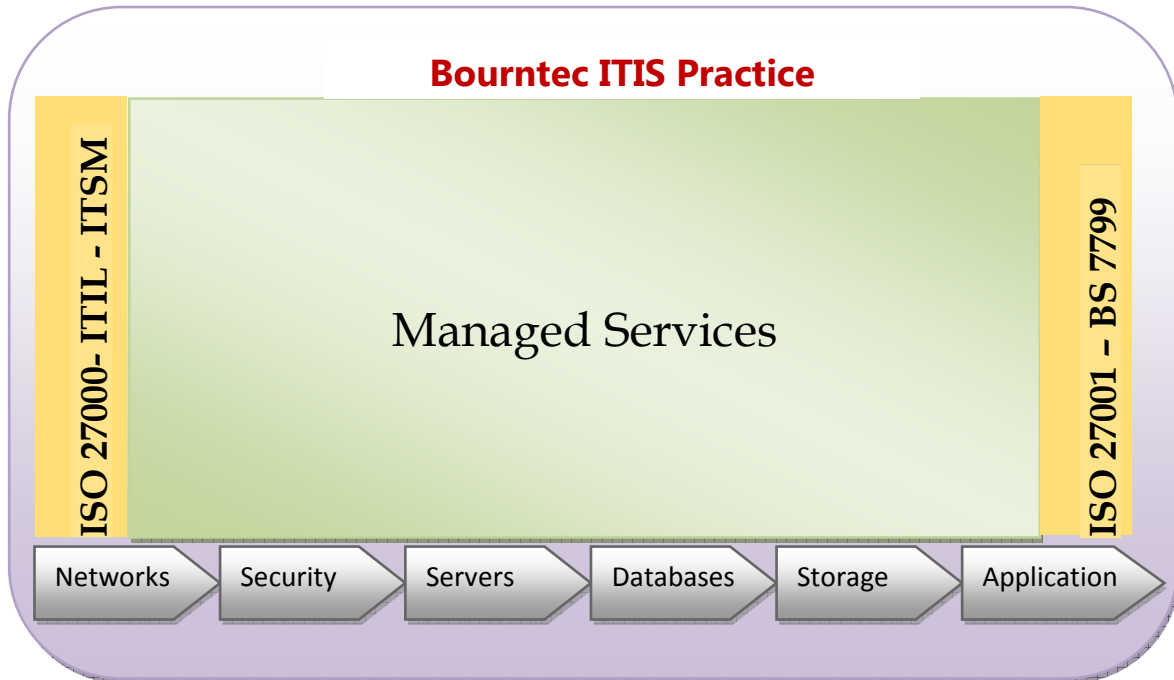 Bourntec ITIS Practice
ISO 27000- ITIL - ITSM
Managed Services
ISO 27001 – BS 7799
Networks
Security
Servers
Databases
Storage
Application